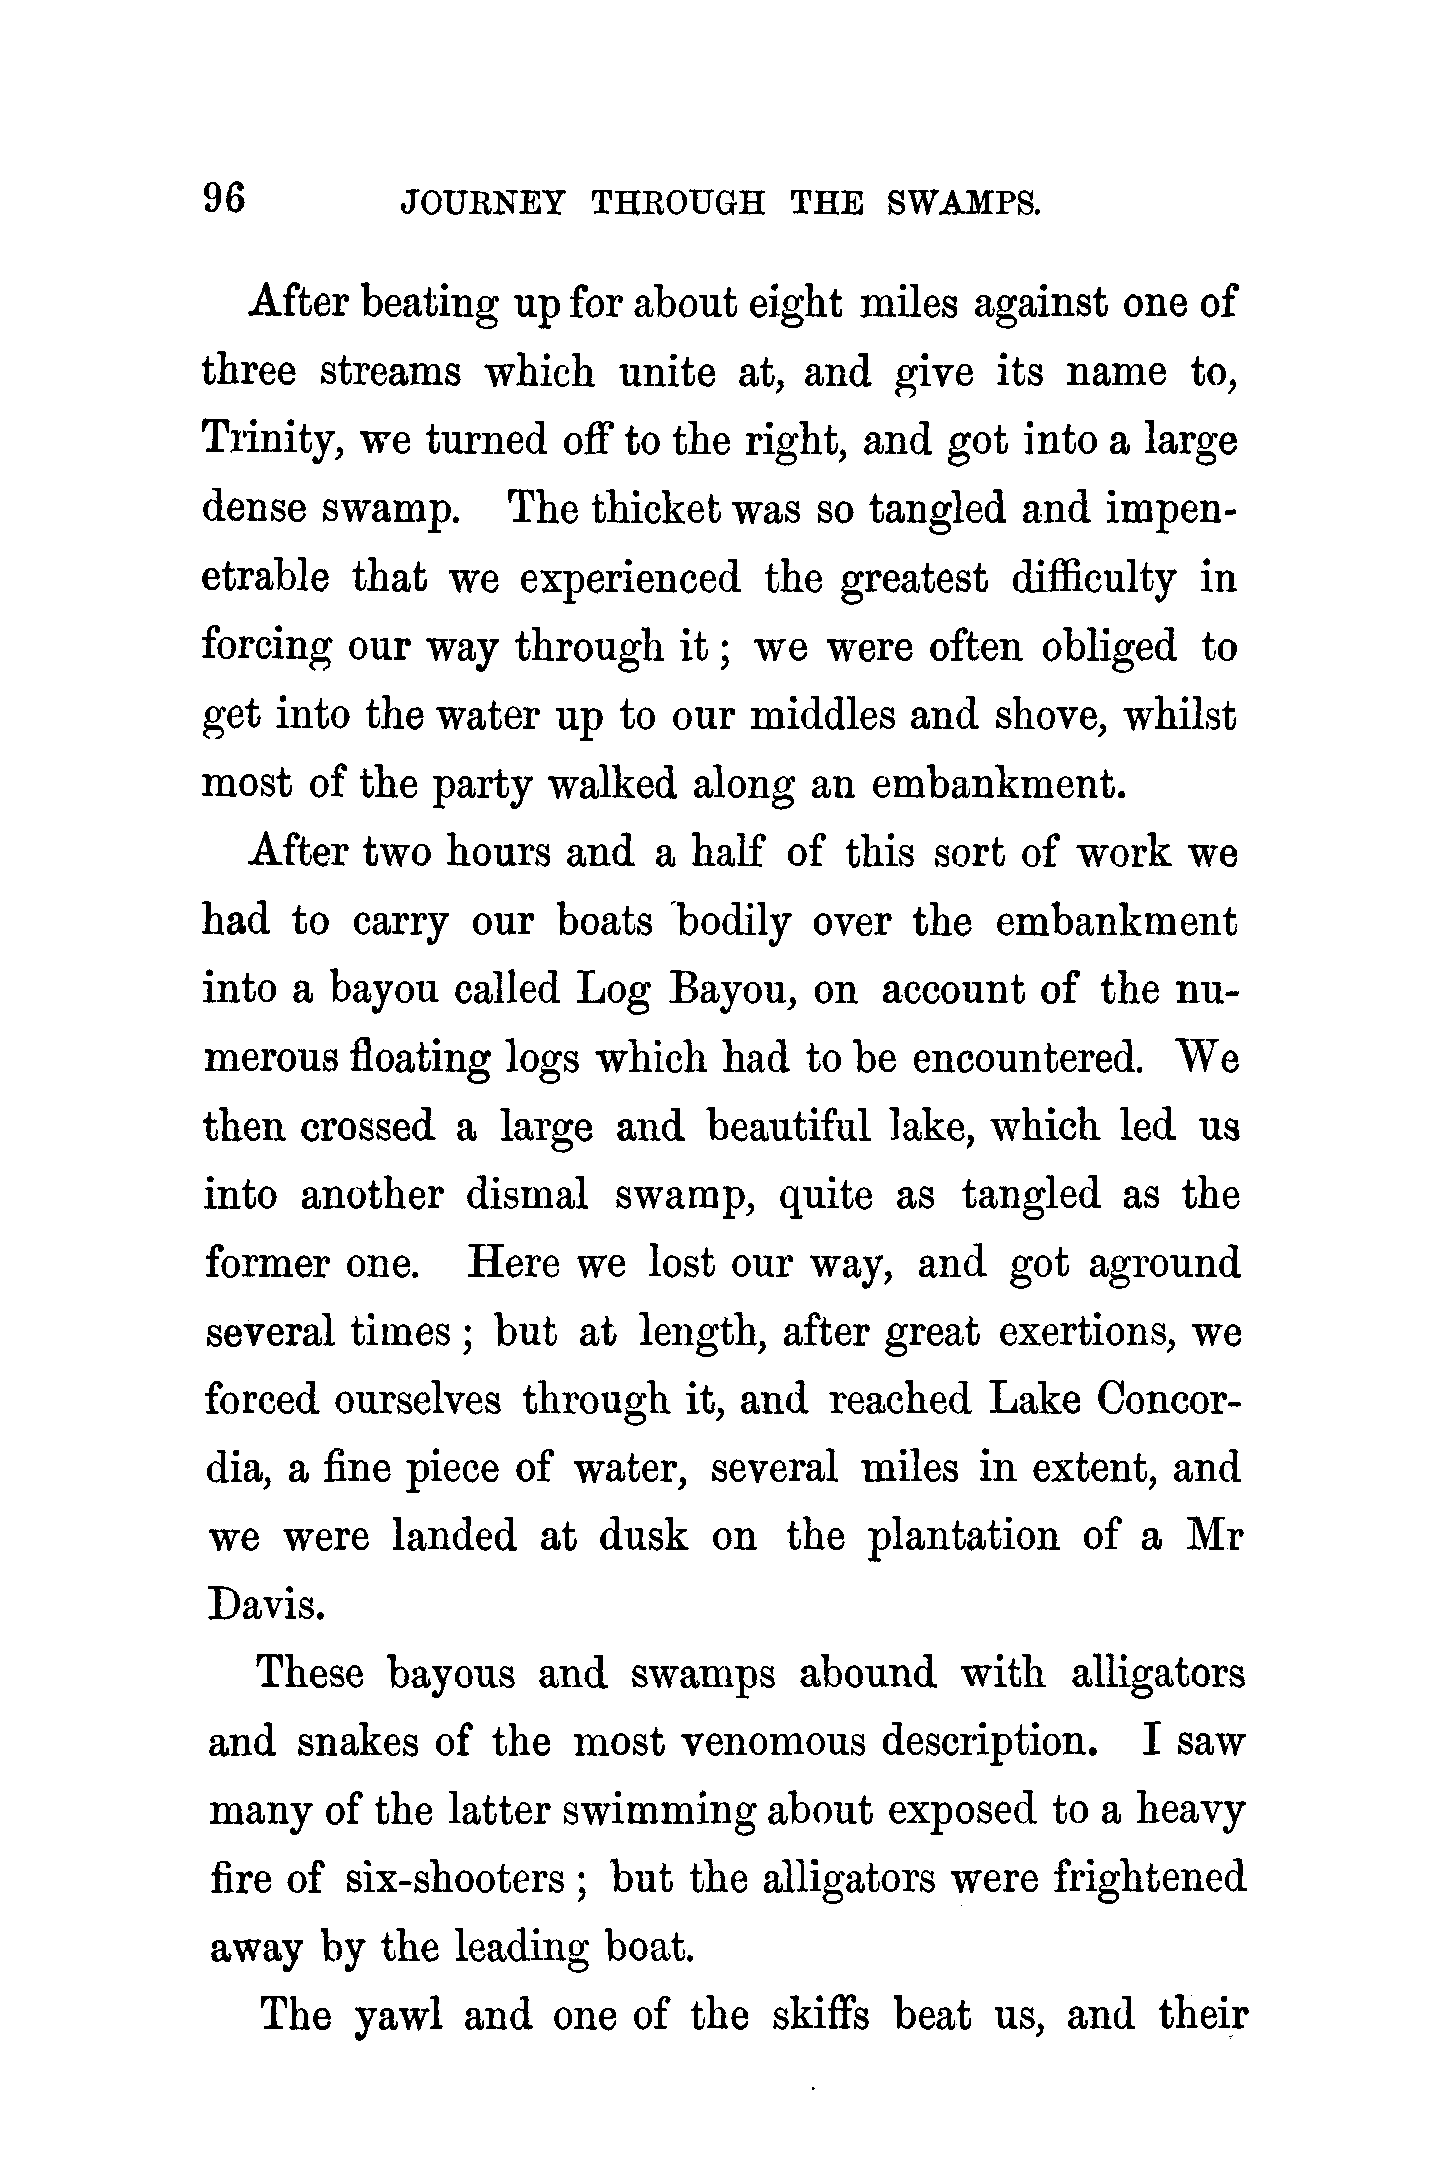 96 JOURNEY THROUGH THE SWAMPS.
After beating up for about eight miles against one of
three streams which unite at, and give its name to,
Trinity, we turned off to the right, and got into a large
dense swamp. The thicket was so tangled and impen-
etrable that we experienced the greatest difficulty in
forcing our way through it ; we were often obliged to
get into the water up to our middles and shove, whilst
most of the party walked along an embankment.
After two hours and a half of this sort of work we
had to carry our boats bodily over the embankment
into a bayou called Log Bayou, on account of the nu-
merous floating logs which had to be encountered. We
then crossed a large and beautiful lake, which led us
into another dismal swamp, quite as tangled as the
former one. Here we lost our way, and got aground
several times ; but at length, after great exertions, we
forced ourselves through it, and reached Lake Concor-
dia, a fine piece of water, several miles in extent, and
we were landed at dusk on the plantation of a Mr
Davis.
These bayous and swamps abound with alligators
and snakes of the most venomous description. I saw
many of the latter swimming about exposed to a heavy
fire of six-shooters ; but the alligators were frightened
away by the leading boat.
The yawl and one of the skiffs beat us, and their